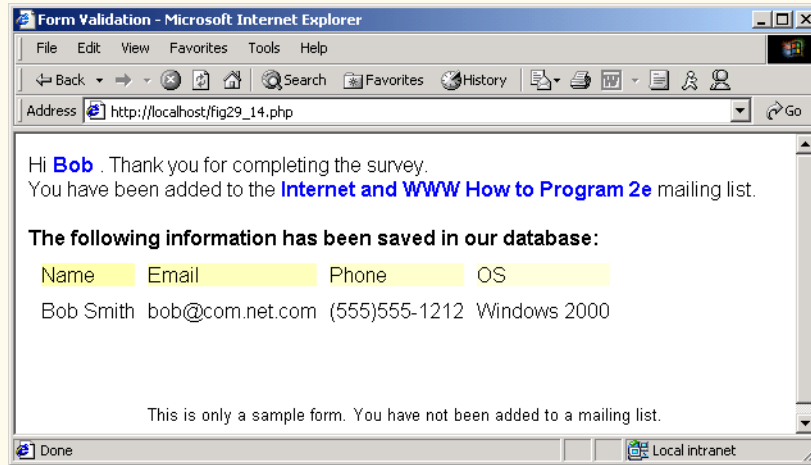 Form Validation - Microsoft Internet Explorer
File Edit View Favorites Tools Help
Back Search Favorites History
Address http://localhost/fig29_14.php Go
Hi Bob . Thank you for completing the survey.
You have been added to the Internet and WWW How to Program 2e mailing list.
The following information has been saved in our database:
Name Email Phone OS
Bob Smith bob@com.net.com (555)555-1212 Windows 2000
This is only a sample form. You have not been added to a mailing list.
Done Local intranet